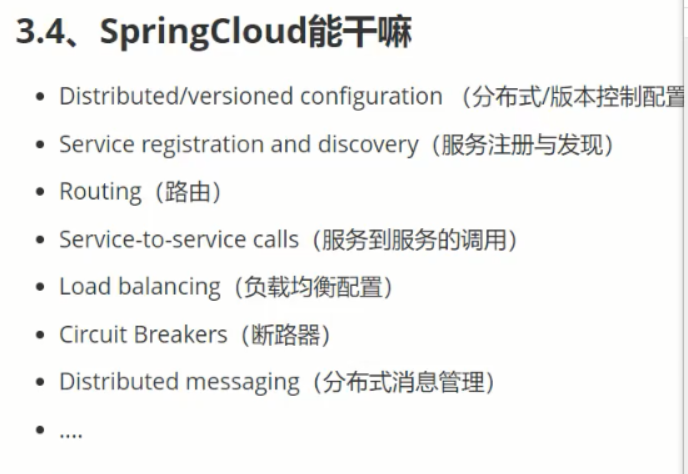 3.4、SpringCloud能干嘛
• Distributed/versioned configuration （分布式/版本控制配置
• Service registration and discovery（服务注册与发现）
• Routing（路由）
• Service-to-service calls（服务到服务的调用）
• Load balancing（负载均衡配置）
• Circuit Breakers（断路器）
• Distributed messaging（分布式消息管理）
• ....